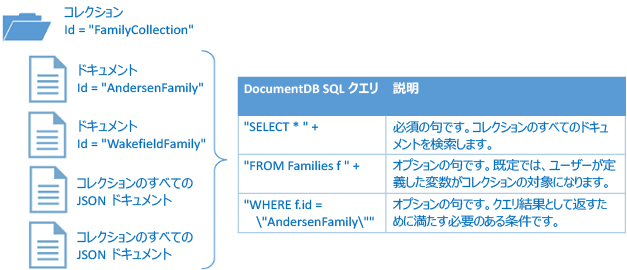 コレクション
Id = "FamilyCollection"
ドキュメント
Id = "AndersenFamily"
ドキュメント
Id = "WakefieldFamily"
コレクションのすべての
JSON ドキュメント
コレクションのすべての
JSON ドキュメント
DocumentDB SQL クエリ 説明
"SELECT * " + 必須の句です。コレクションのすべてのドキュ
メントを検索します。
"FROM Families f " + オプションの句です。既定では、ユーザーが定
義した変数がコレクションの対象になります。
"WHERE f.id = オプションの句です。クエリ結果として返すた
\"AndersenFamily\"" めに満たす必要のある条件です。